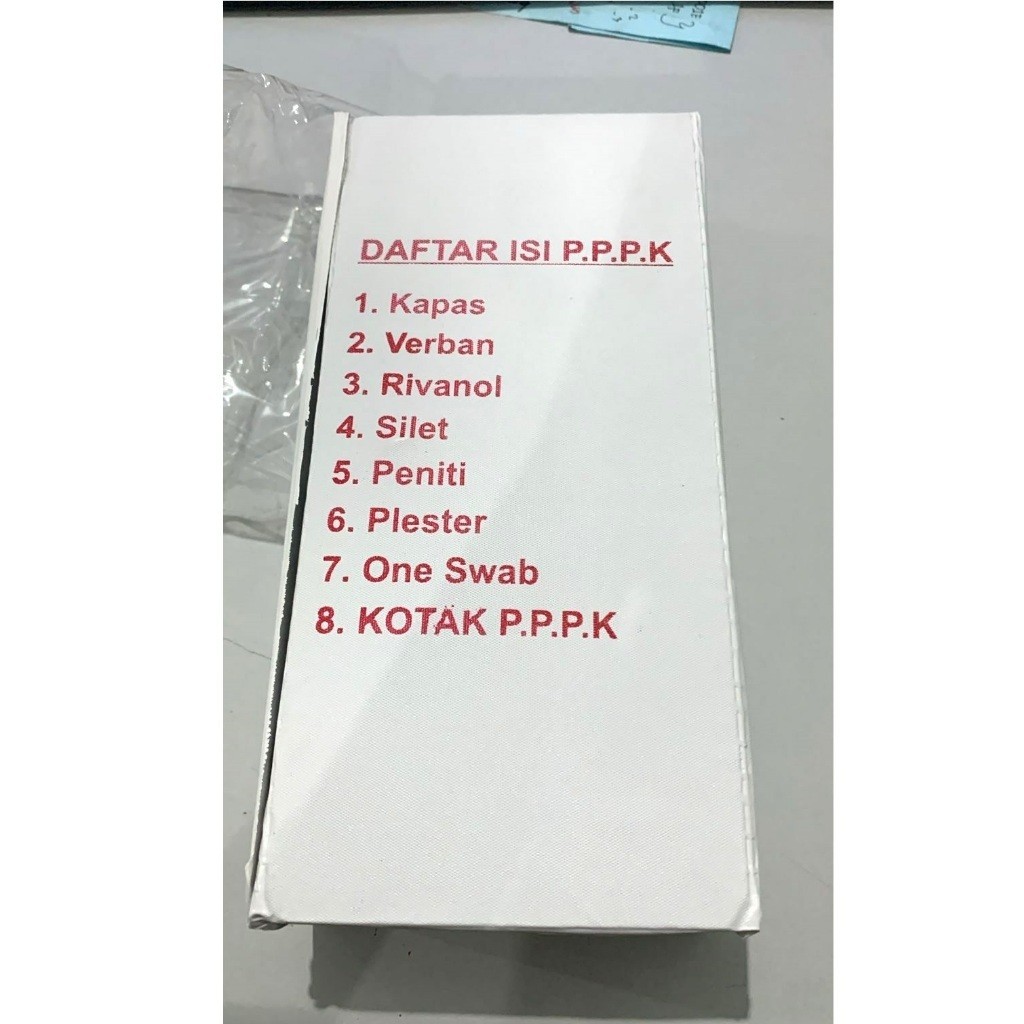 DAFTAR ISI P.P.P.K
1. Kapas
2. Verban
3. Rivanol
4. Silet
5. Peniti
6. Plester
7. One Swab
8. KOTAK P.P.P.K